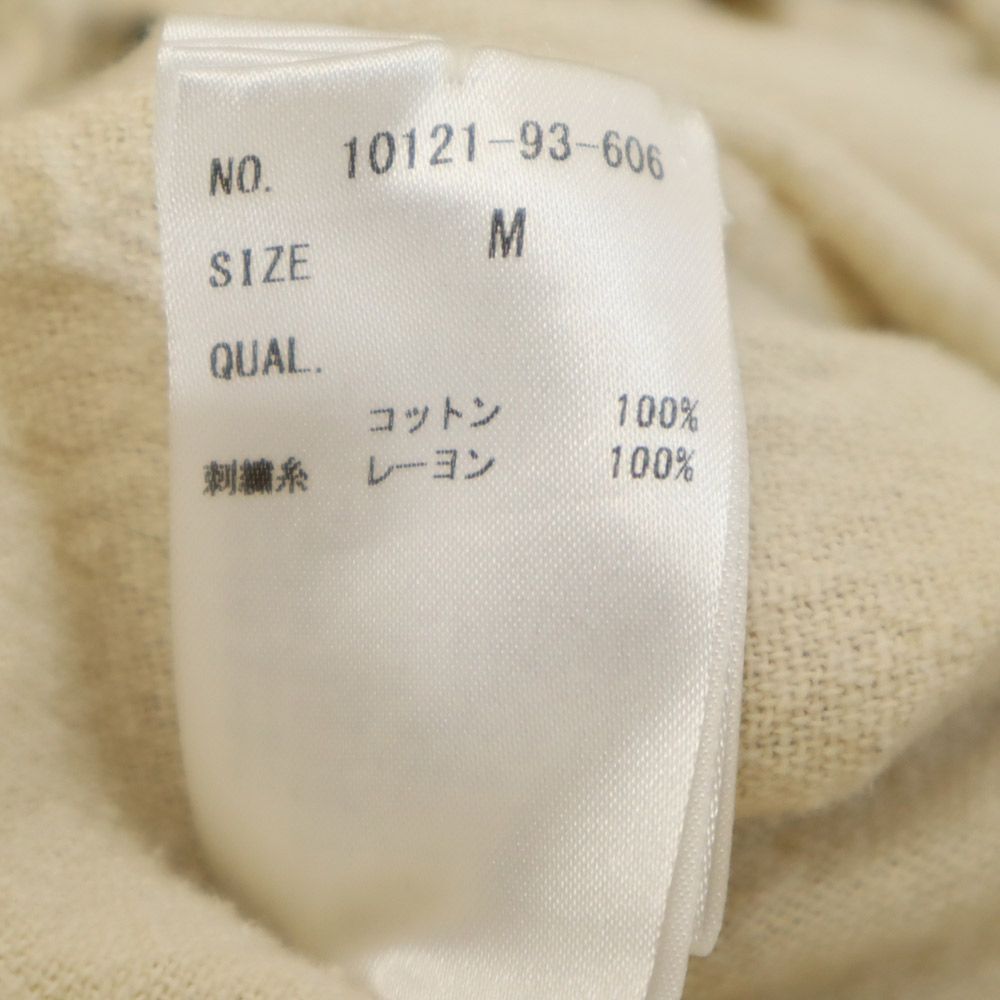 NO. 10121-93-606
SIZE M
QUAL.
コットン 100%
刺繍糸 レーヨン 100%